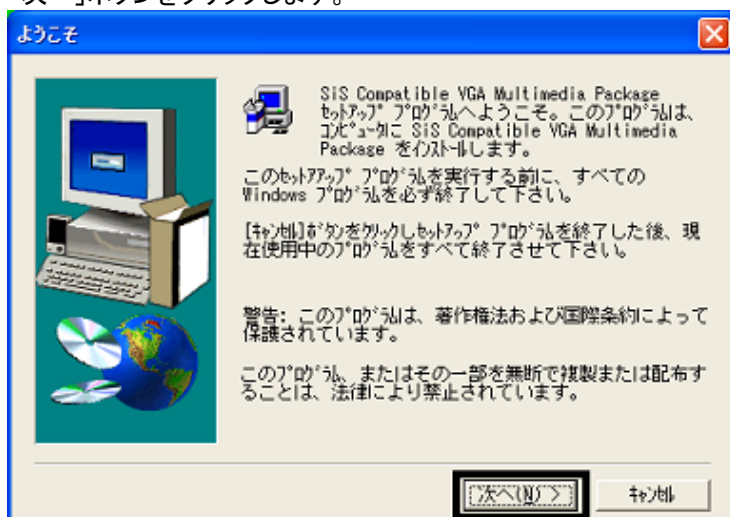 ]ボタンをクリックします。
ようこそ
SiS Compatible VGA Multimedia Package
ｾｯﾄｱｯﾌﾟ ﾌﾟﾛｸﾞﾗﾑへようこそ。このﾌﾟﾛｸﾞﾗﾑは、
ｺﾝﾋﾟｭｰﾀに SiS Compatible VGA Multimedia
Package をｲﾝｽﾄｰﾙします。
このｾｯﾄｱｯﾌﾟ ﾌﾟﾛｸﾞﾗﾑを実行する前に、すべての
Windows ﾌﾟﾛｸﾞﾗﾑを必ず終了して下さい。
[ｷｬﾝｾﾙ]ﾎﾞﾀﾝをｸﾘｯｸしｾｯﾄｱｯﾌﾟ ﾌﾟﾛｸﾞﾗﾑを終了した後、現
在使用中のﾌﾟﾛｸﾞﾗﾑをすべて終了させて下さい。
警告: このﾌﾟﾛｸﾞﾗﾑは、著作権法および国際条約によって
保護されています。
このﾌﾟﾛｸﾞﾗﾑ、またはその一部を無断で複製または配布す
ることは、法律により禁止されています。
次へ(N) >
ｷｬﾝｾﾙ